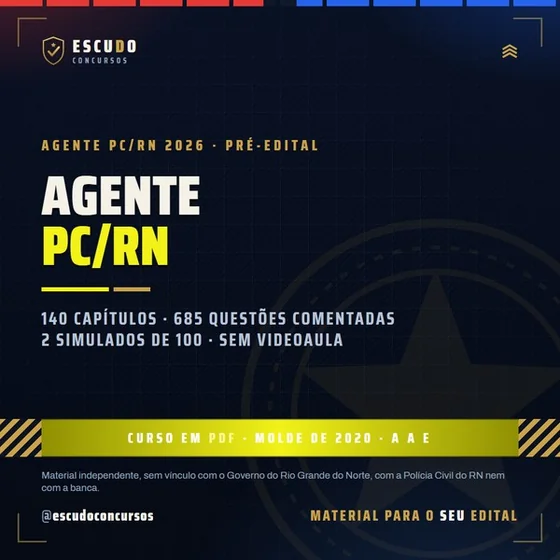 ESCUDO
CONCURSOS
AGENTE PC/RN 2026 · PRÉ-EDITAL
AGENTE
PC/RN
140 CAPÍTULOS · 685 QUESTÕES COMENTADAS
2 SIMULADOS DE 100 · SEM VIDEOAULA
CURSO EM PDF · MOLDE DE 2020 · A A E
Material independente, sem vínculo com o Governo do Rio Grande do Norte, com a Polícia Civil do RN nem
com a banca.
@escudoconcursos
MATERIAL PARA O SEU EDITAL